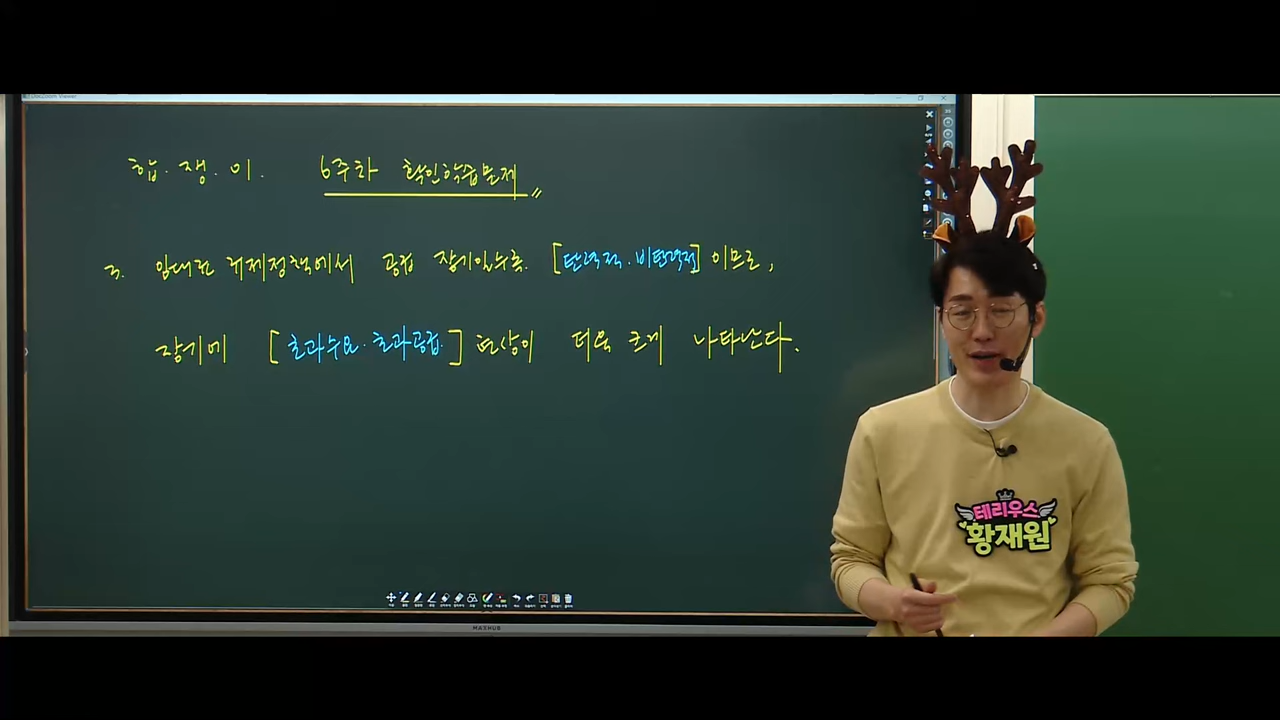 합. 쟁. 이. 6주차 확인학습문제
3. 임대료 규제정책에서 공급 장기일수록 [탄력적. 비탄력적] 이므로,
장기에 [초과수요. 초과공급.] 현상이 더욱 크게 나타난다.
테리우스
황재원
MAXHUB